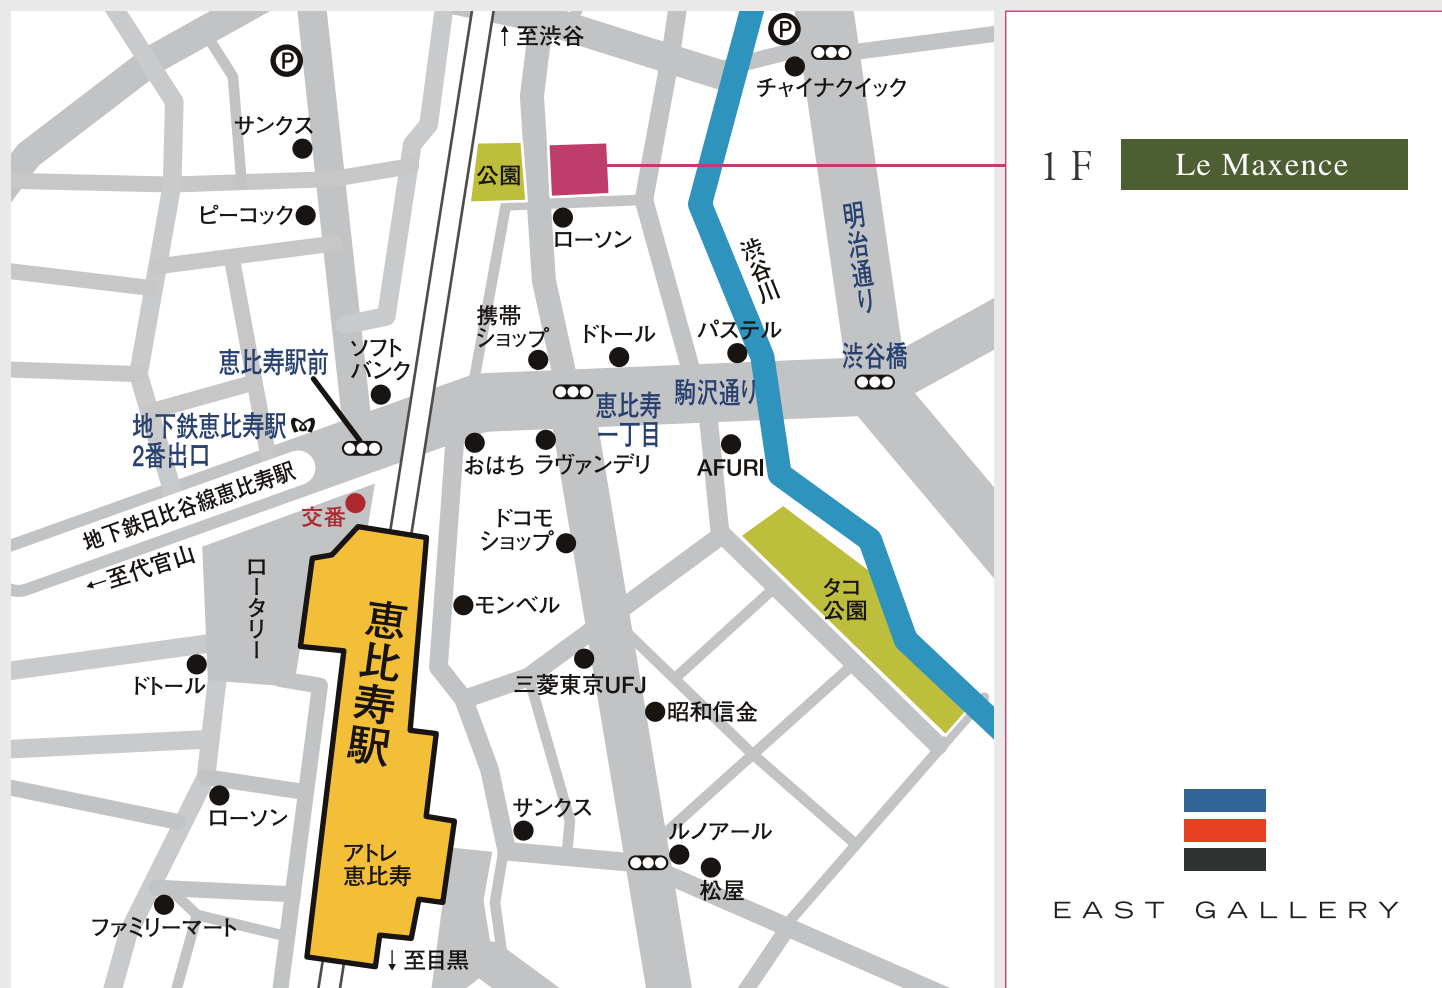 ↑至渋谷
P
P
チャイナクイック
サンクス
公園
1F
Le Maxence
ピーコック
ローソン
明治通り
渋谷川
携帯
ショップ
ドトール
パステル
恵比寿駅前
ソフト
バンク
渋谷橋
駒沢通り
恵比寿
一丁目
地下鉄恵比寿駅
2番出口
おはち
ラヴァンデリ
AFURI
地下鉄日比谷線恵比寿駅
交番
ドコモ
ショップ
←至代官山
ロータリー
タコ
公園
モンベル
恵比寿駅
ドトール
三菱東京UFJ
昭和信金
ローソン
サンクス
ルノアール
アトレ
恵比寿
松屋
ファミリーマート
↓至目黒
EAST GALLERY